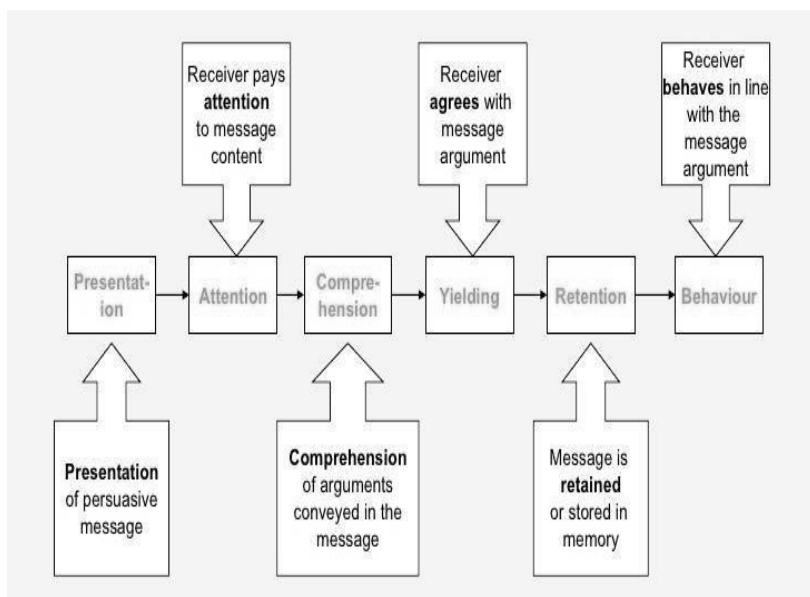 Receiver pays
attention
to message
content
Receiver
agrees with
message
argument
Receiver
behaves in line
with the
message
argument
Presentat-
ion
Attention
Compre-
hension
Yielding
Retention
Behaviour
Presentation
of persuasive
message
Comprehension
of arguments
conveyed in the
message
Message is
retained
or stored in
memory